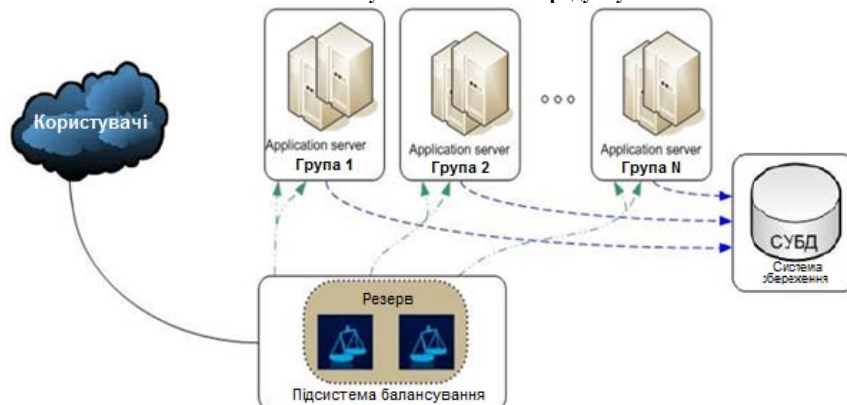 Користувачі
Application server
Група 1
Application server
Група 2
Application server
Група N
СУБД
Система
збереження
Резерв
Підсистема балансування